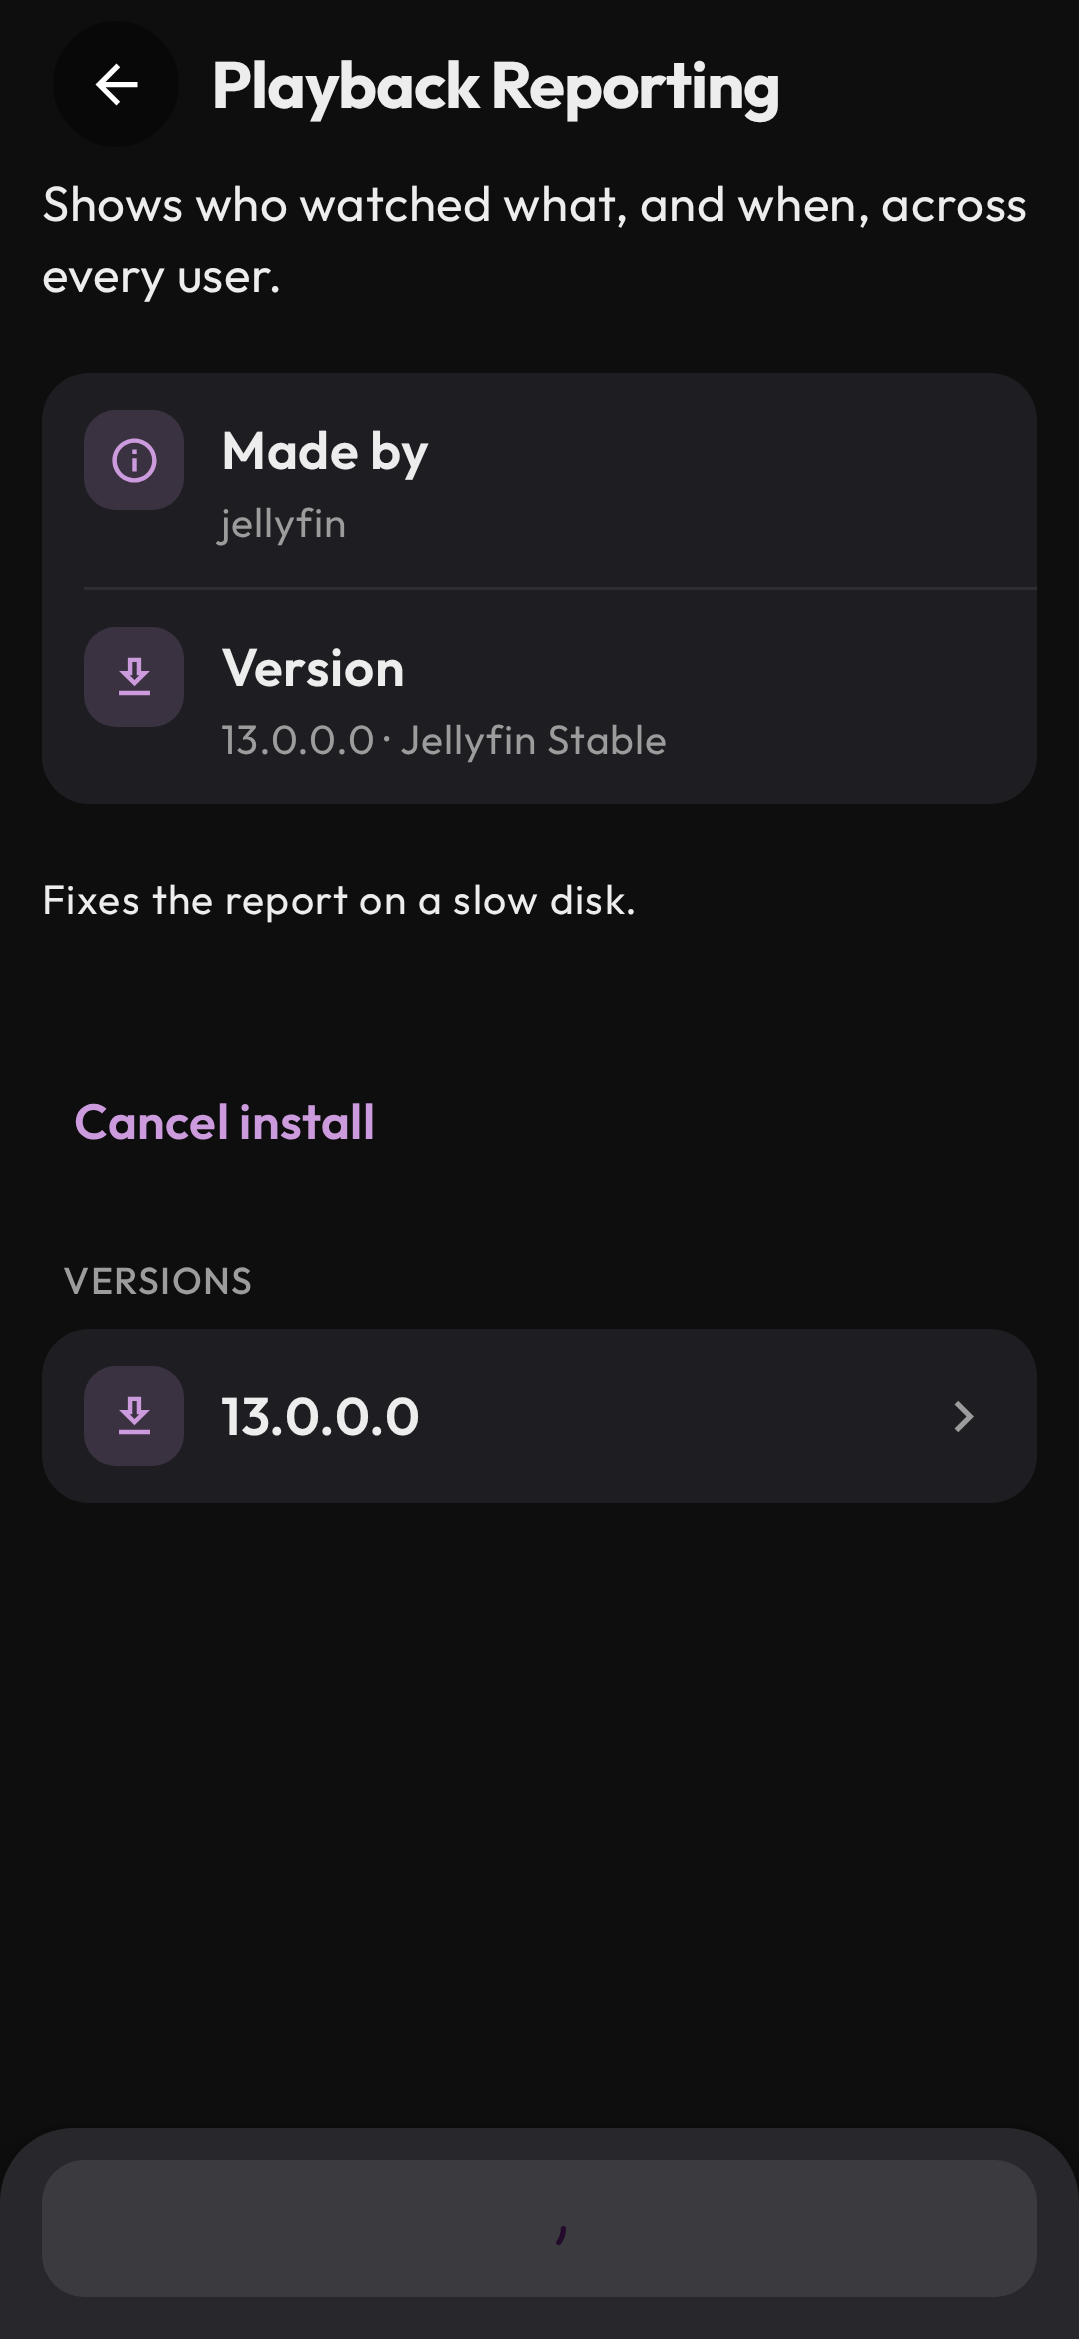 Playback Reporting
Shows who watched what, and when, across
every user.
Made by
jellyfin
Version
13.0.0.0 · Jellyfin Stable
Fixes the report on a slow disk.
Cancel install
VERSIONS
13.0.0.0